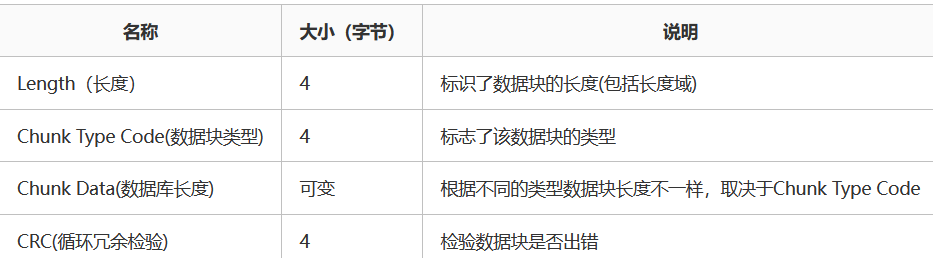 名称 大小（字节） 说明
Length（长度） 4 标识了数据块的长度(包括长度域)
Chunk Type Code(数据块类型) 4 标志了该数据块的类型
Chunk Data(数据库长度) 可变 根据不同的类型数据块长度不一样，取决于Chunk Type Code
CRC(循环冗余检验) 4 检验数据块是否出错